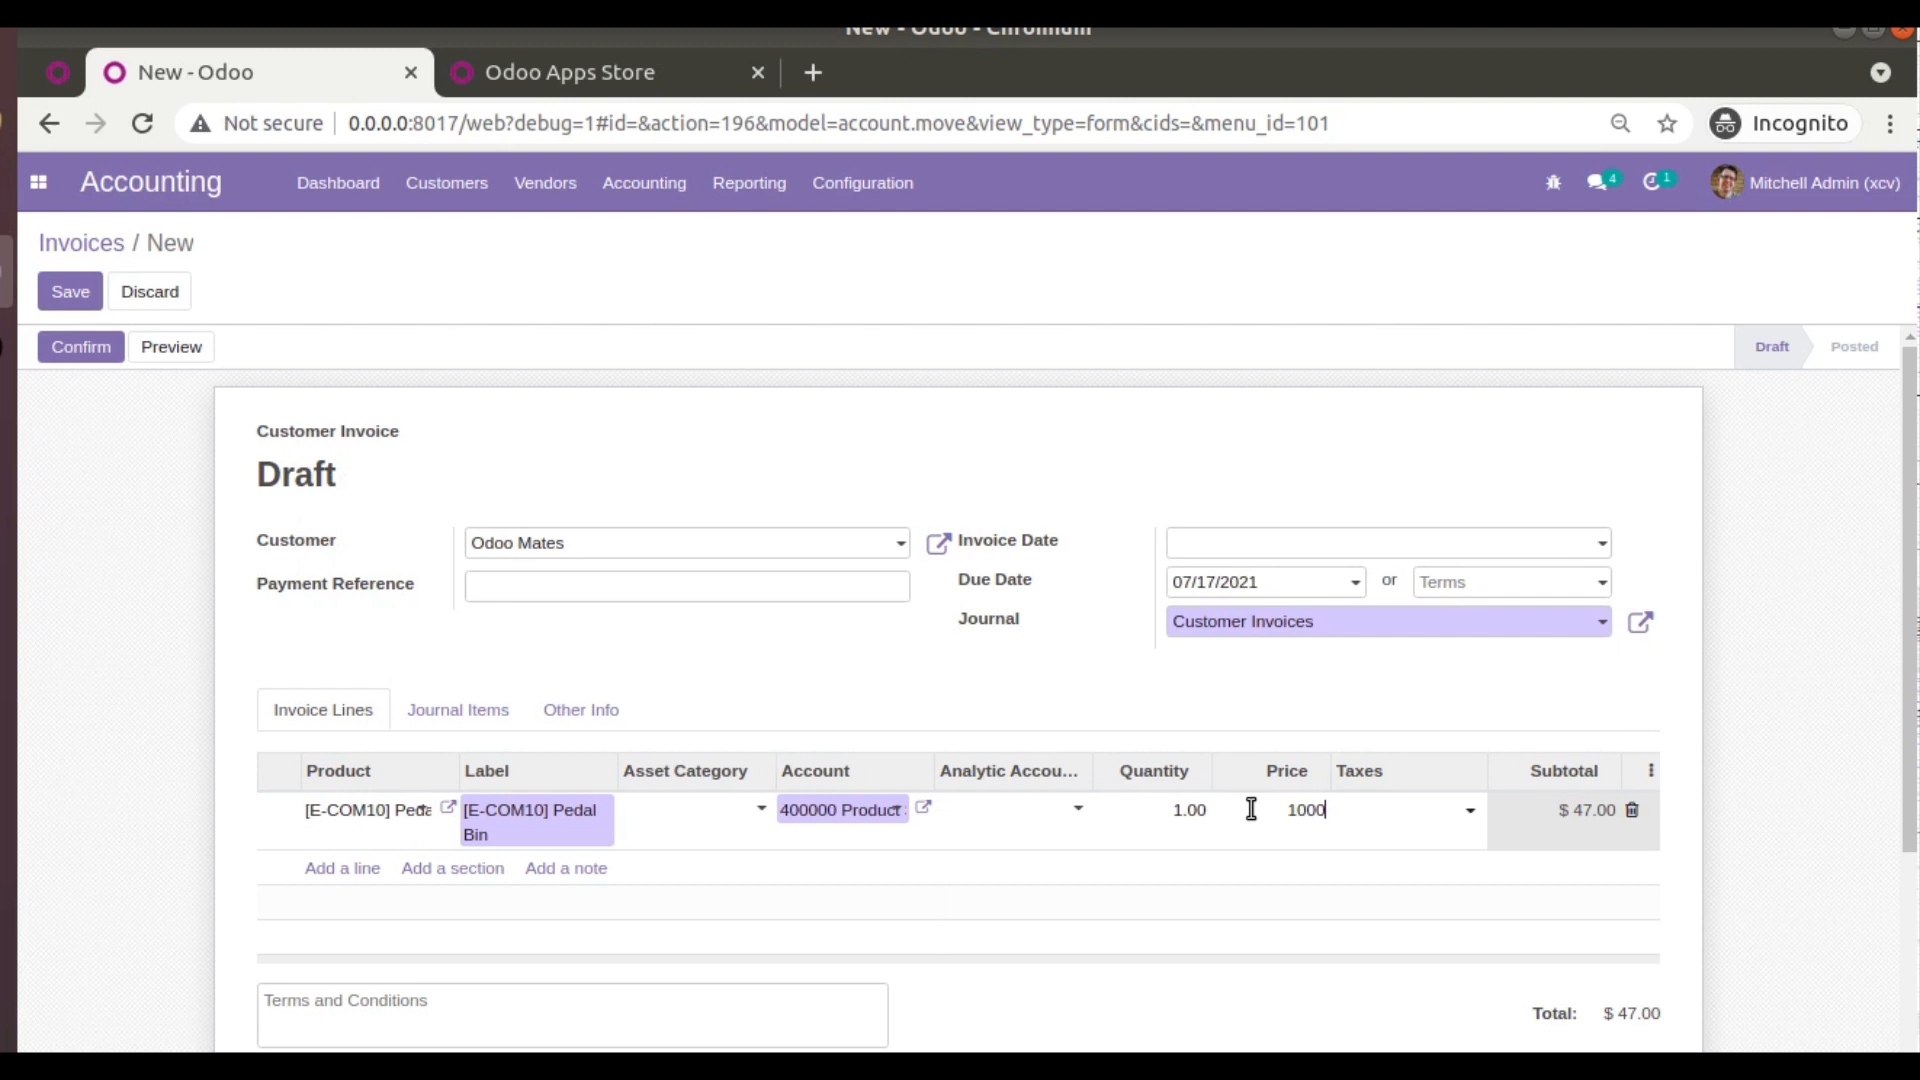 New - Odoo - Chromium
New - Odoo
Odoo Apps Store
Not secure
0.0.0.0:8017/web?debug=1#id=&action=196&model=account.move&view_type=form&cids=&menu_id=101
Incognito
Accounting
Dashboard
Customers
Vendors
Accounting
Reporting
Configuration
4
1
Mitchell Admin (xcv)
Invoices / New
Save
Discard
Confirm
Preview
Draft
Posted
Customer Invoice
Draft
Customer
Odoo Mates
Payment Reference
Invoice Date
Due Date
07/17/2021
or
Terms
Journal
Customer Invoices
Invoice Lines
Journal Items
Other Info
Product
Label
Asset Category
Account
Analytic Accou...
Quantity
Price
Taxes
Subtotal
[E-COM10] Peda
[E-COM10] Pedal
Bin
400000 Product
1.00
1000
$ 47.00
Add a line
Add a section
Add a note
Terms and Conditions
Total:
$ 47.00